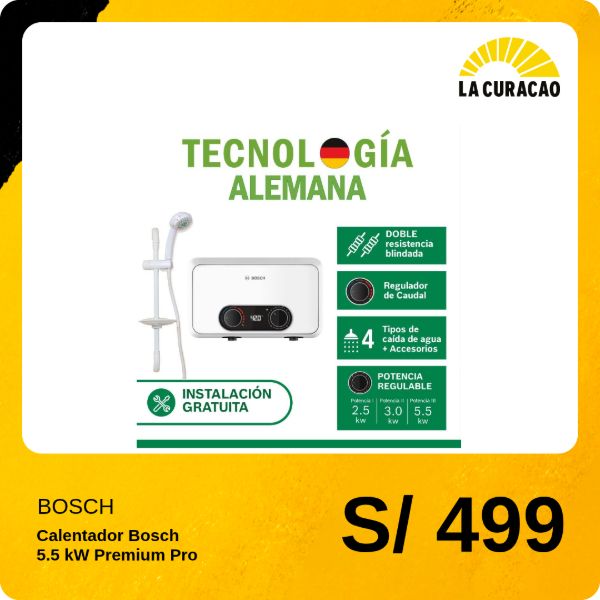 LA CURACAO
TECNOLOGÍA
ALEMANA
DOBLE
resistencia
blindada
BOSCH
420
Regulador
de Caudal
4
Tipos de
caída de agua
+ Accesorios
INSTALACIÓN
GRATUITA
POTENCIA
REGULABLE
Potencia I Potencia II Potencia III
2.5 3.0 5.5
kw kw kw
BOSCH
Calentador Bosch
5.5 kW Premium Pro
S/ 499